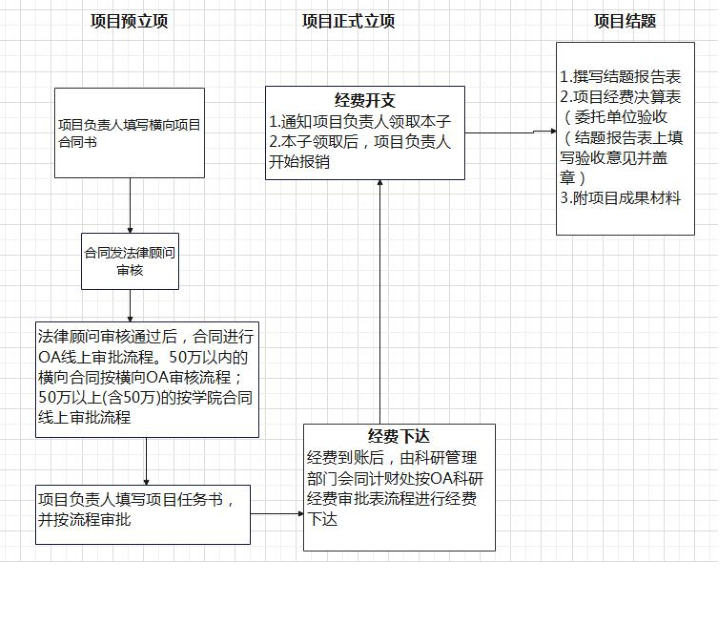 项目预立项
项目正式立项
项目结题
项目负责人填写横向项目
合同书
合同发法律顾问
审核
法律顾问审核通过后，合同进行
OA线上审批流程。50万以内的
横向合同按横向OA审核流程；
50万以上(含50万)的按学院合同
线上审批流程
项目负责人填写项目任务书，
并按流程审批
经费下达
经费到账后，由科研管理
部门会同计财处按OA科研
经费审批表流程进行经费
下达
经费开支
1.通知项目负责人领取本子
2.本子领取后，项目负责人
开始报销
1.撰写结题报告表
2.项目经费决算表
（委托单位验收
（结题报告表上填
写验收意见并盖
章）
3.附项目成果材料